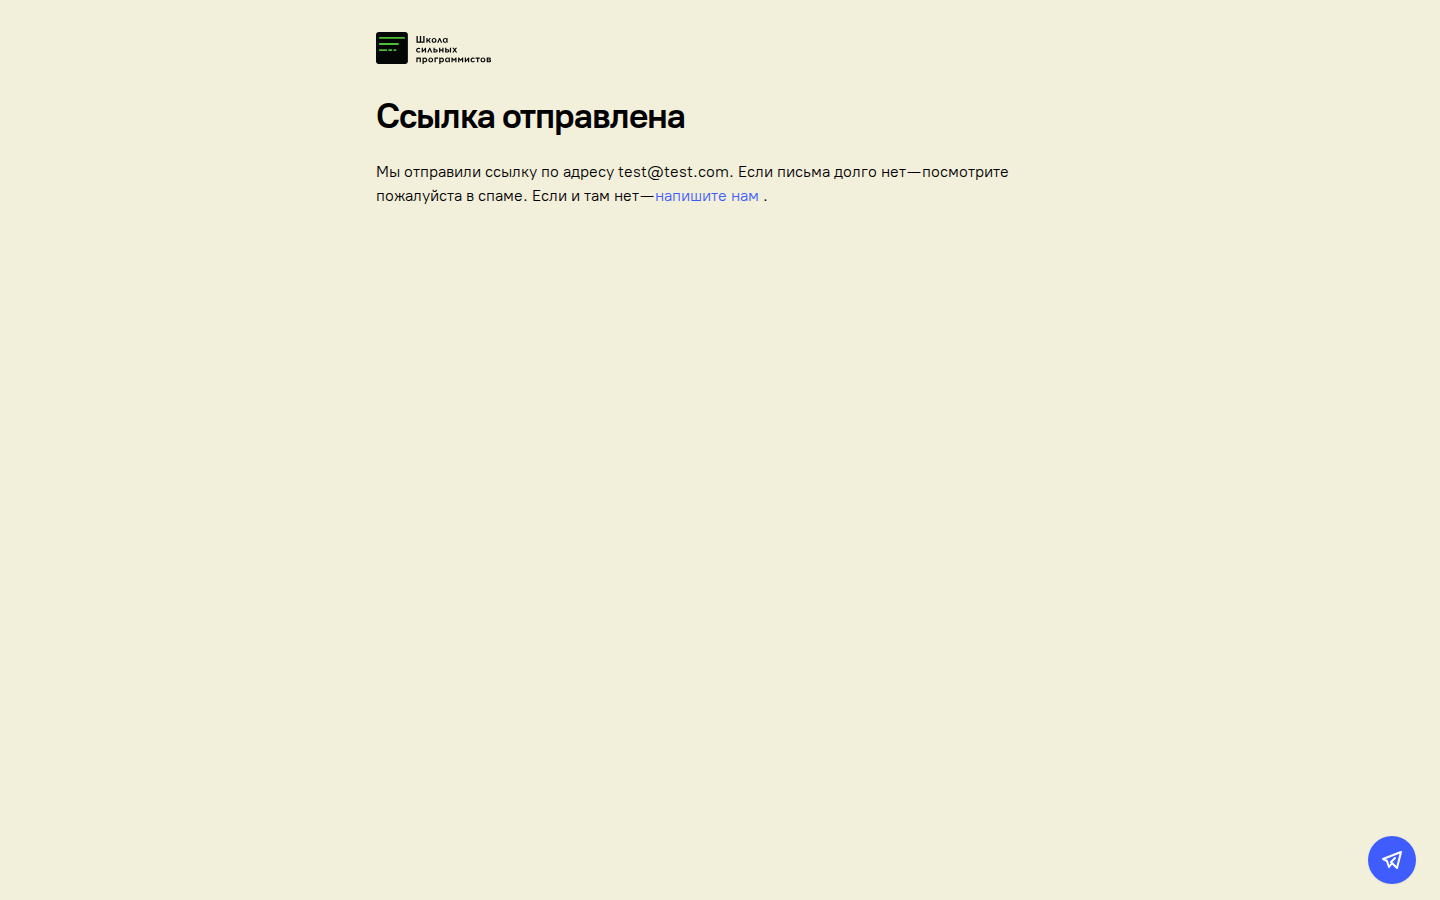 Школа
сильных
программистов
Ссылка отправлена
Мы отправили ссылку по адресу test@test.com. Если письма долго нет—посмотрите
пожалуйста в спаме. Если и там нет—напишите нам .